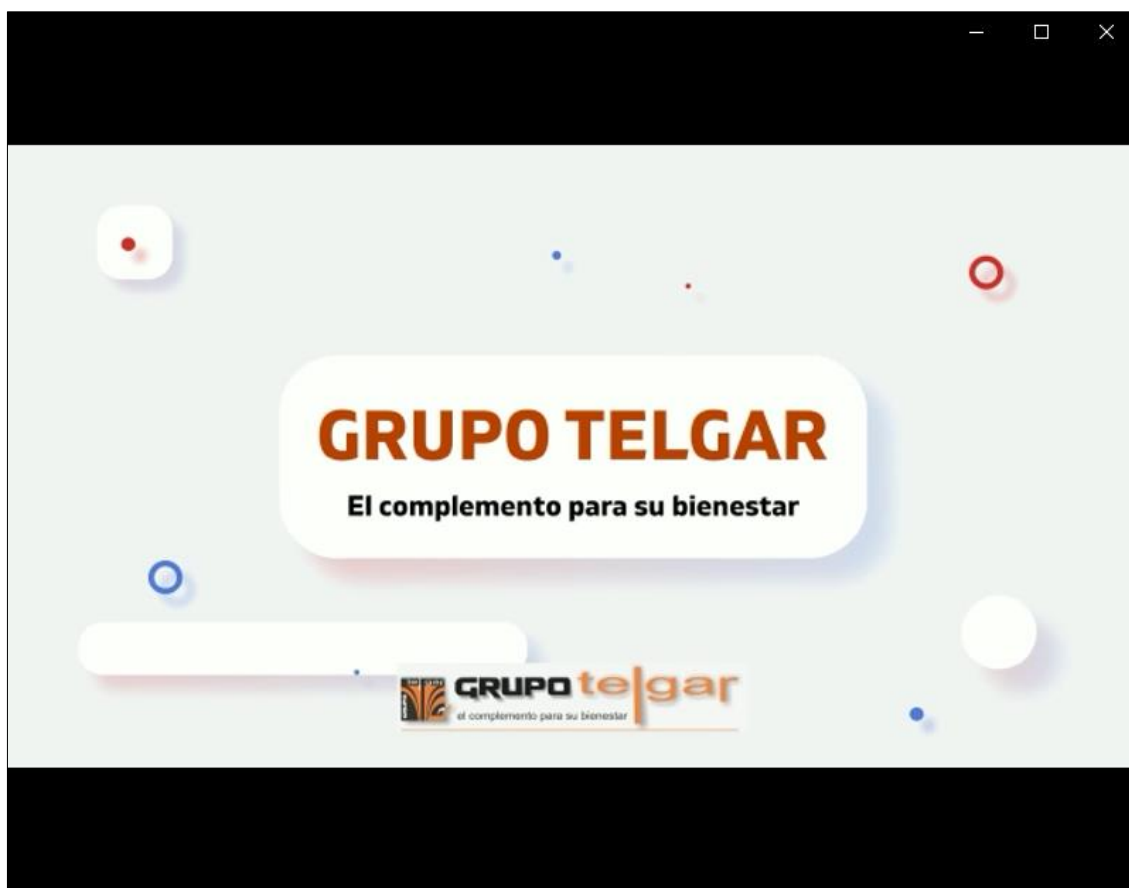 GRUPO TELGAR
El complemento para su bienestar
GRUPO telgar
el complemento para su bienestar